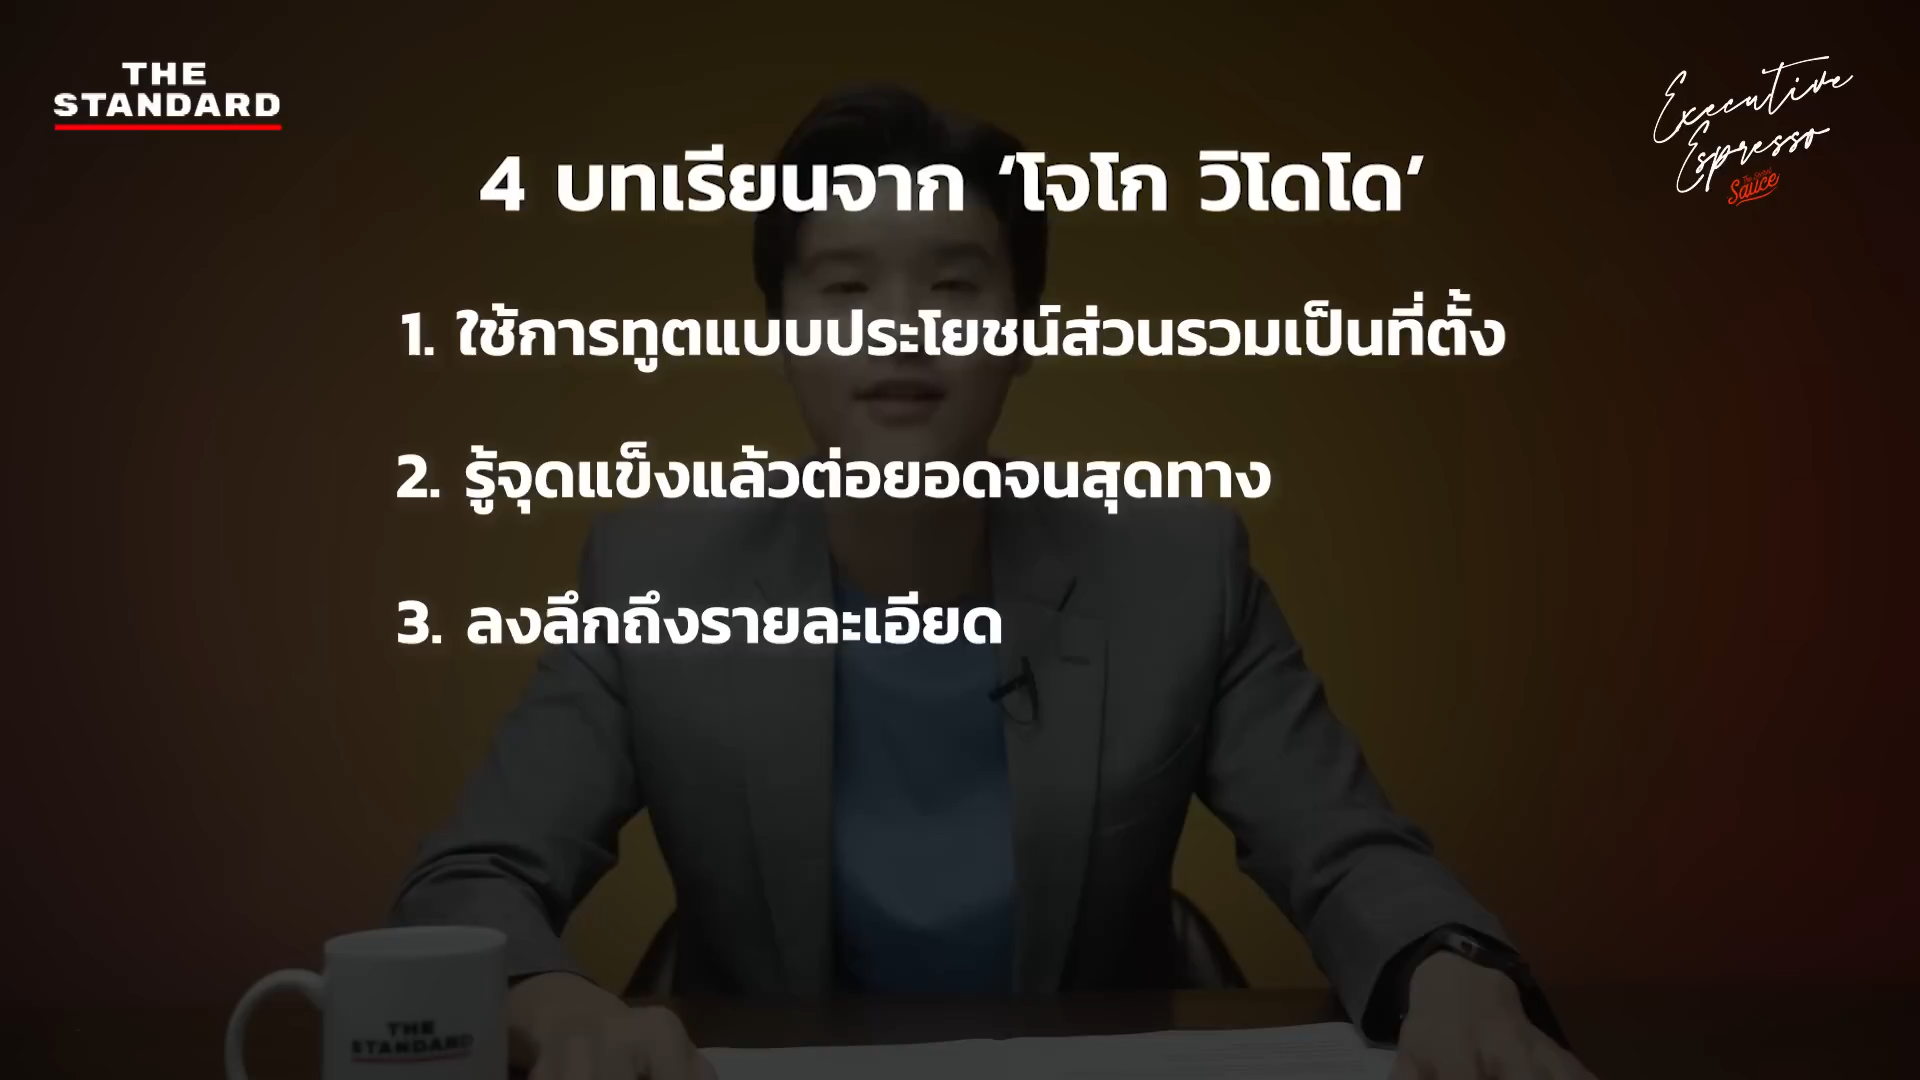 THE
STANDARD
Executive
Espresso
The Secret
Sauce
4 บทเรียนจาก ‘โจโก วิโดโด’
1. ใช้การทูตแบบประโยชน์ส่วนรวมเป็นที่ตั้ง
2. รู้จุดแข็งแล้วต่อยอดจนสุดทาง
3. ลงลึกถึงรายละเอียด
THE
STANDARD